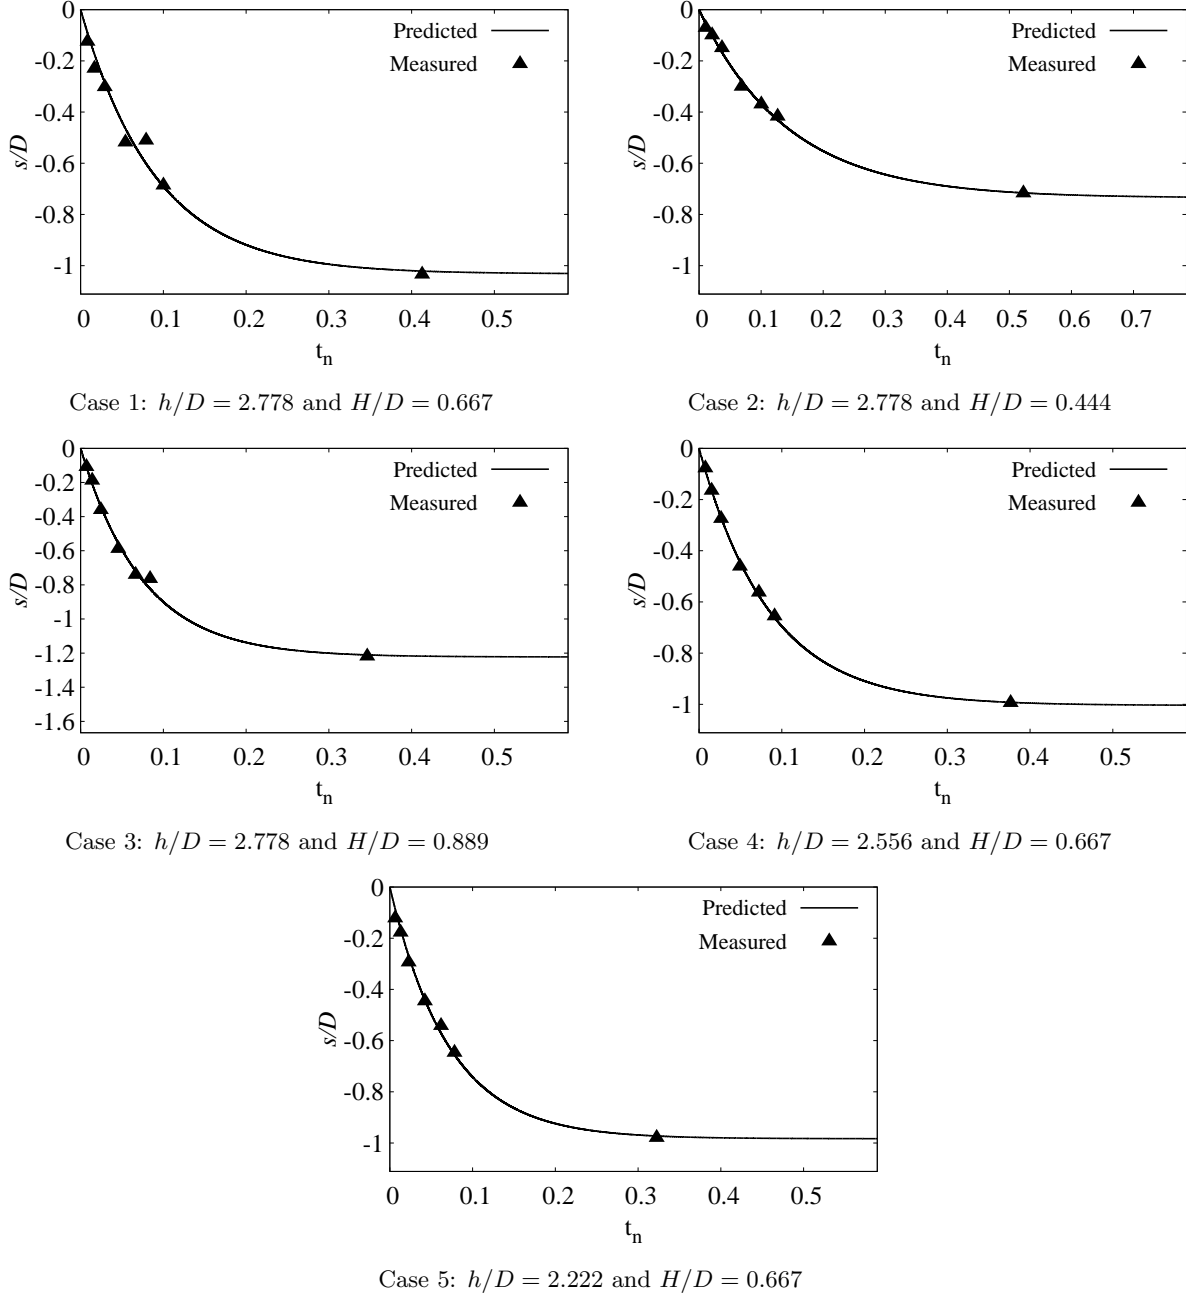 0
-0.2
-0.4
-0.6
-0.8
-1
s/D
Predicted
Measured
0 0.1 0.2 0.3 0.4 0.5
t_n
Case 1: h/D = 2.778 and H/D = 0.667
0
-0.2
-0.4
-0.6
-0.8
-1
s/D
Predicted
Measured
0 0.1 0.2 0.3 0.4 0.5 0.6 0.7
t_n
Case 2: h/D = 2.778 and H/D = 0.444
0
-0.2
-0.4
-0.6
-0.8
-1
-1.2
-1.4
-1.6
s/D
Predicted
Measured
0 0.1 0.2 0.3 0.4 0.5
t_n
Case 3: h/D = 2.778 and H/D = 0.889
0
-0.2
-0.4
-0.6
-0.8
-1
s/D
Predicted
Measured
0 0.1 0.2 0.3 0.4 0.5
t_n
Case 4: h/D = 2.556 and H/D = 0.667
0
-0.2
-0.4
-0.6
-0.8
-1
s/D
Predicted
Measured
0 0.1 0.2 0.3 0.4 0.5
t_n
Case 5: h/D = 2.222 and H/D = 0.667